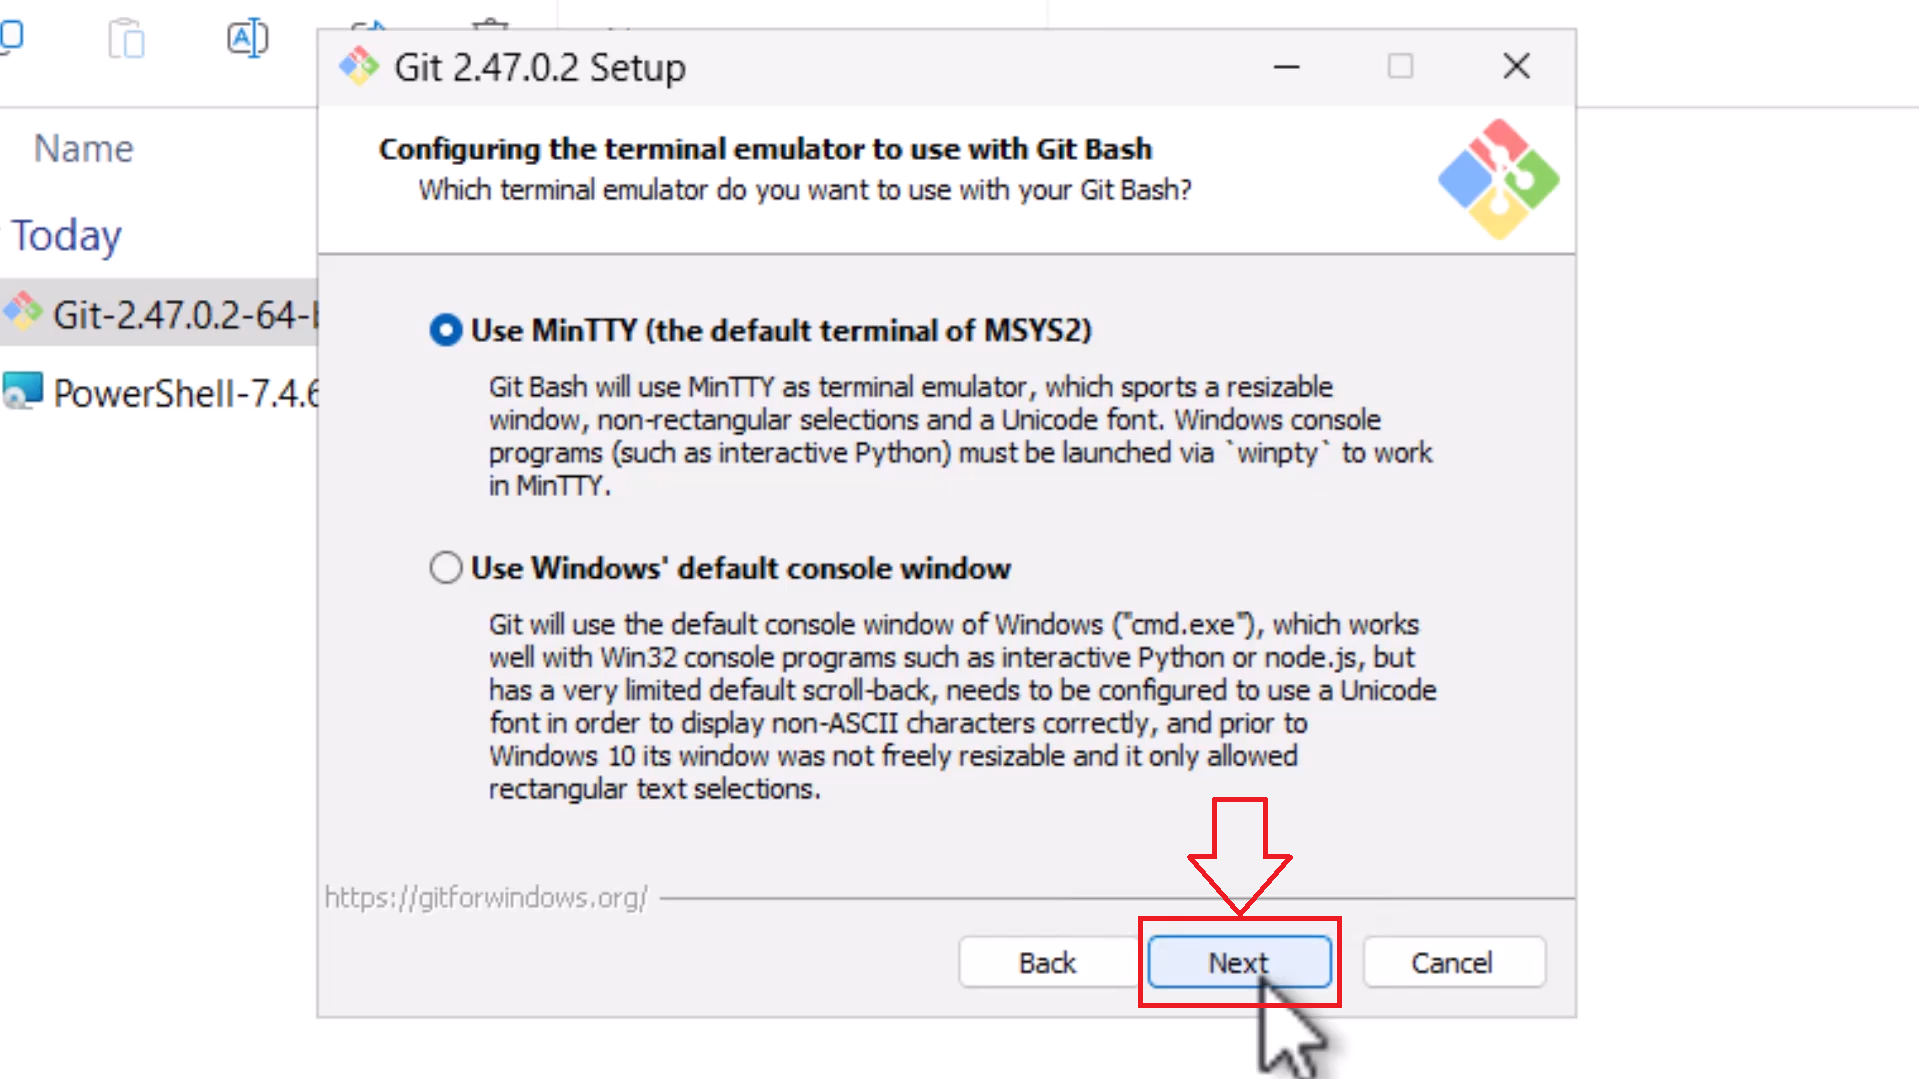 Git 2.47.0.2 Setup
Name
Configuring the terminal emulator to use with Git Bash
Which terminal emulator do you want to use with your Git Bash?
Today
Git-2.47.0.2-64-b
PowerShell-7.4.6
Use MinTTY (the default terminal of MSYS2)
Git Bash will use MinTTY as terminal emulator, which sports a resizable
window, non-rectangular selections and a Unicode font. Windows console
programs (such as interactive Python) must be launched via `winpty` to work
in MinTTY.
Use Windows' default console window
Git will use the default console window of Windows ("cmd.exe"), which works
well with Win32 console programs such as interactive Python or node.js, but
has a very limited default scroll-back, needs to be configured to use a Unicode
font in order to display non-ASCII characters correctly, and prior to
Windows 10 its window was not freely resizable and it only allowed
rectangular text selections.
https://gitforwindows.org/
Back
Next
Cancel